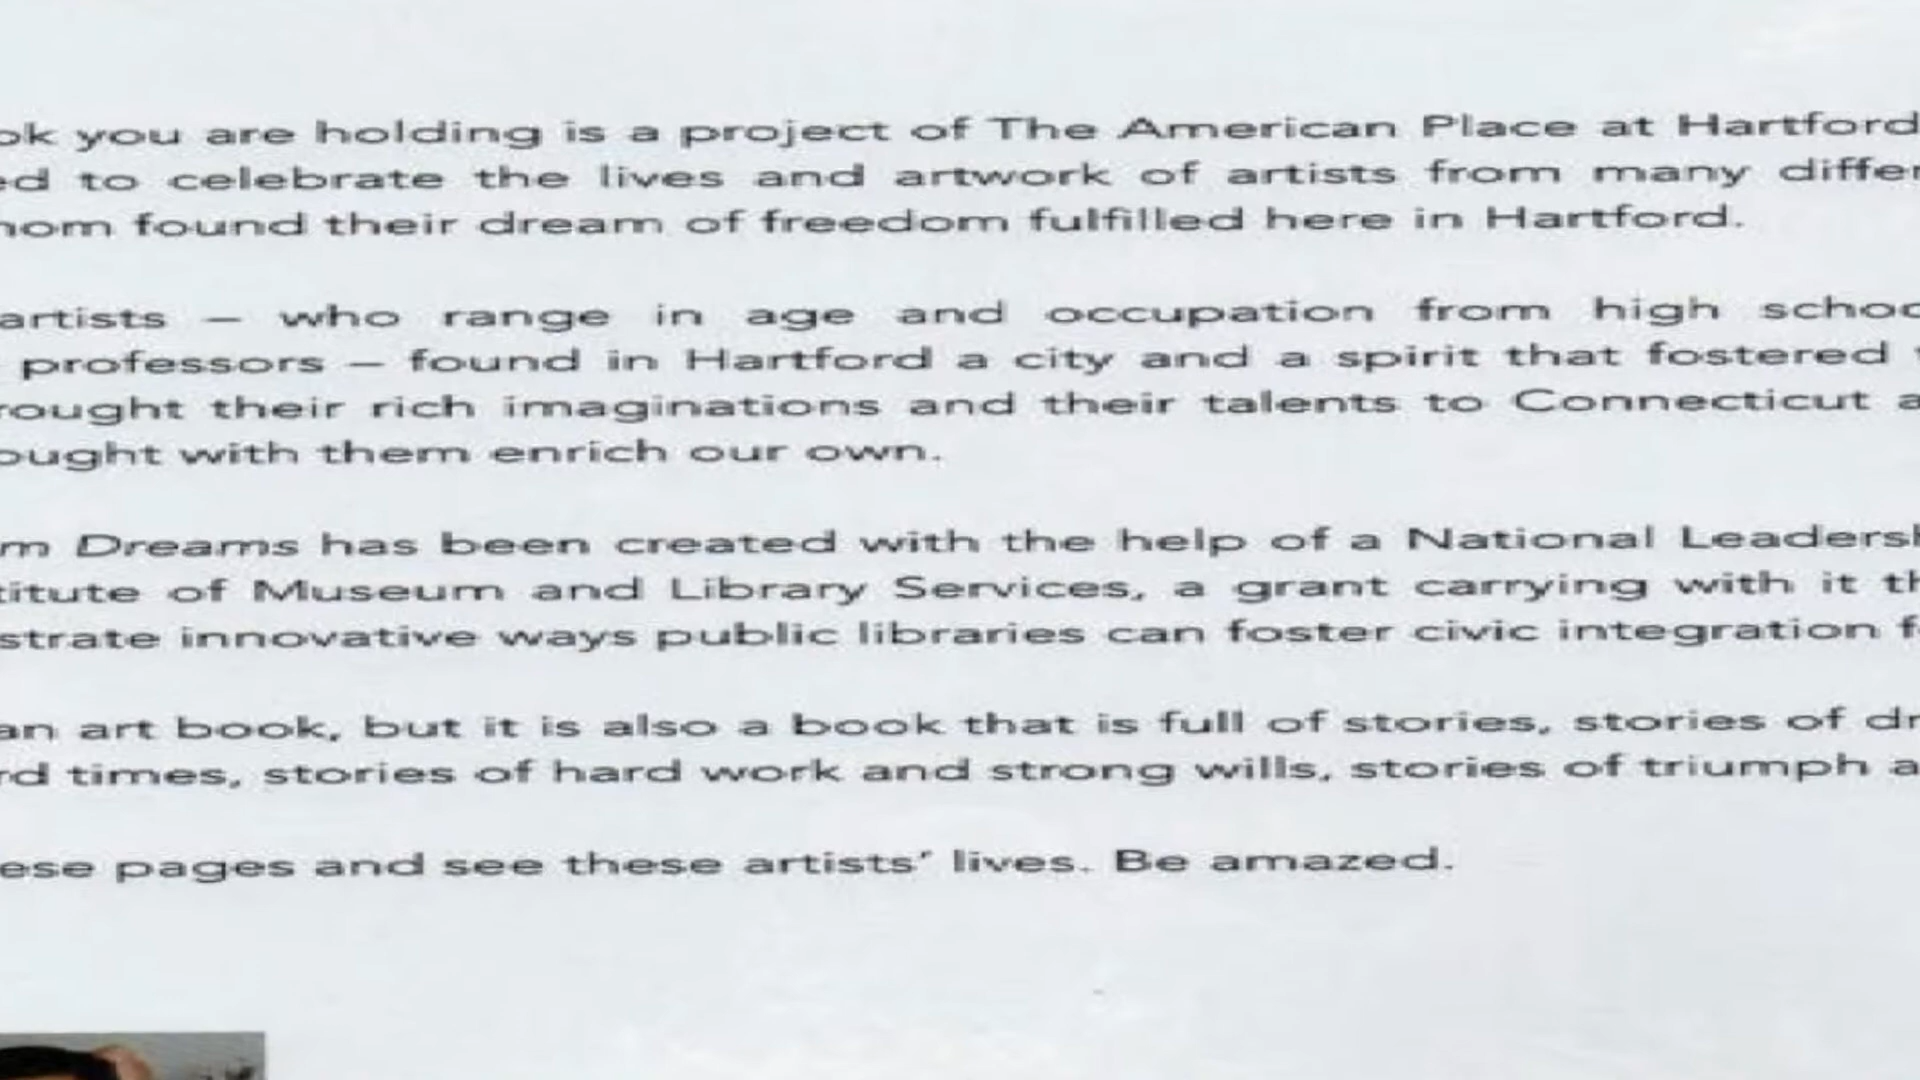 ok you are holding is a project of The American Place at Hartford
ed to celebrate the lives and artwork of artists from many differ
hom found their dream of freedom fulfilled here in Hartford.
artists – who range in age and occupation from high schoo
professors – found in Hartford a city and a spirit that fostered t
rought their rich imaginations and their talents to Connecticut a
ought with them enrich our own.
m Dreams has been created with the help of a National Leadersh
titute of Museum and Library Services, a grant carrying with it th
strate innovative ways public libraries can foster civic integration f
an art book, but it is also a book that is full of stories, stories of dr
rd times, stories of hard work and strong wills, stories of triumph a
ese pages and see these artists' lives. Be amazed.